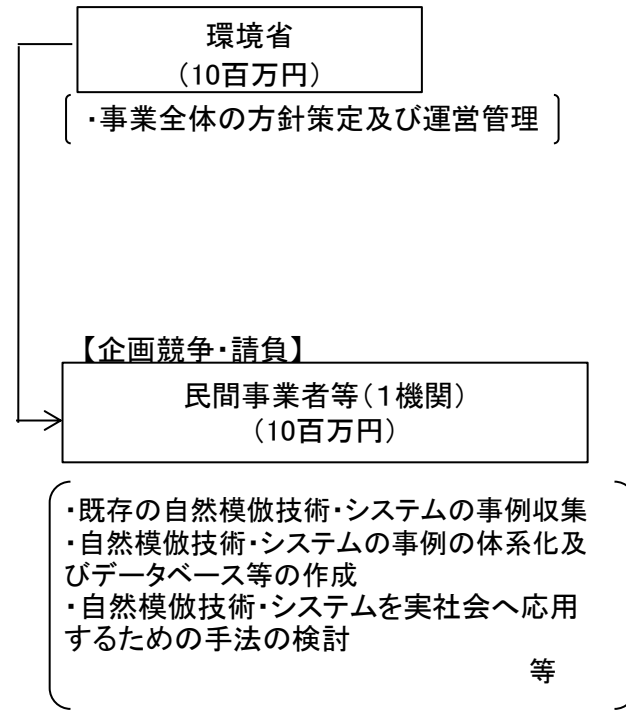 環境省
(10百万円)
・事業全体の方針策定及び運営管理
【企画競争・請負】
民間事業者等(1機関)
(10百万円)
・既存の自然模倣技術・システムの事例収集
・自然模倣技術・システムの事例の体系化及
びデータベース等の作成
・自然模倣技術・システムを実社会へ応用
するための手法の検討
等